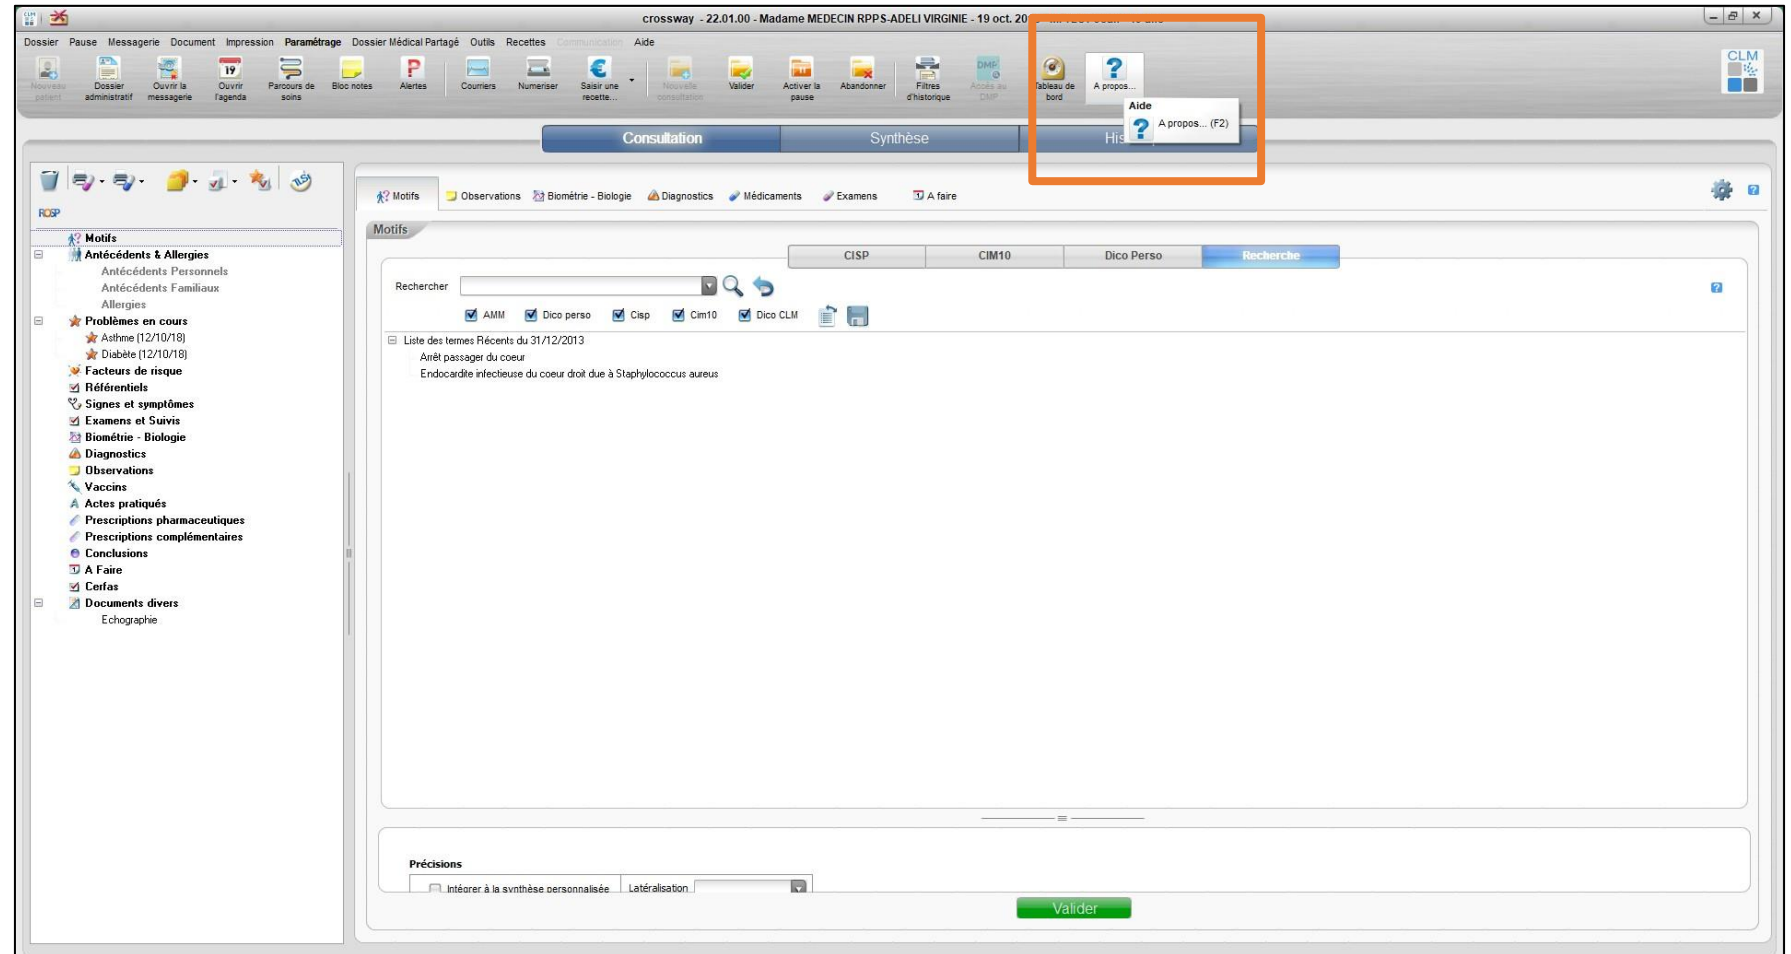 crossway - 22.01.00 - Madame MEDECIN RPPS-ADELI VIRGINIE - 19 oct. 20
Dossier Pause Messagerie Document Impression Paramétrage Dossier Médical Partagé Outils Recettes Communication Aide
CLM
Nouveau patient
Dossier administratif
Ouvrir la messagerie
19
Ouvrir l'agenda
Parcours de soins
Bloc notes
Alertes
Courriers
Numeriser
Saisir une recette...
Nouvelle consultation
Valider
Activer la pause
Abandonner
Filtres d'historique
DMP
Accès au DMP
Tableau de bord
A propos...
Aide
A propos... (F2)
Consultation
Synthèse
His
ROSP
Motifs
Antécédents & Allergies
Antécédents Personnels
Antécédents Familiaux
Allergies
Problèmes en cours
Asthme (12/10/18)
Diabète (12/10/18)
Facteurs de risque
Référentiels
Signes et symptômes
Examens et Suivis
Biométrie - Biologie
Diagnostics
Observations
Vaccins
Actes pratiqués
Prescriptions pharmaceutiques
Prescriptions complémentaires
Conclusions
A Faire
Cerfas
Documents divers
Echographie
Motifs Observations Biométrie - Biologie Diagnostics Médicaments Examens A faire
Motifs
CISP CIM10 Dico Perso Recherche
Rechercher
AMM Dico perso Cisp Cim10 Dico CLM
Liste des termes Récents du 31/12/2013
Arrêt passager du coeur
Endocardite infectieuse du coeur droit due à Staphylococcus aureus
Précisions
Intégrer à la synthèse personnalisée Latéralisation
Valider